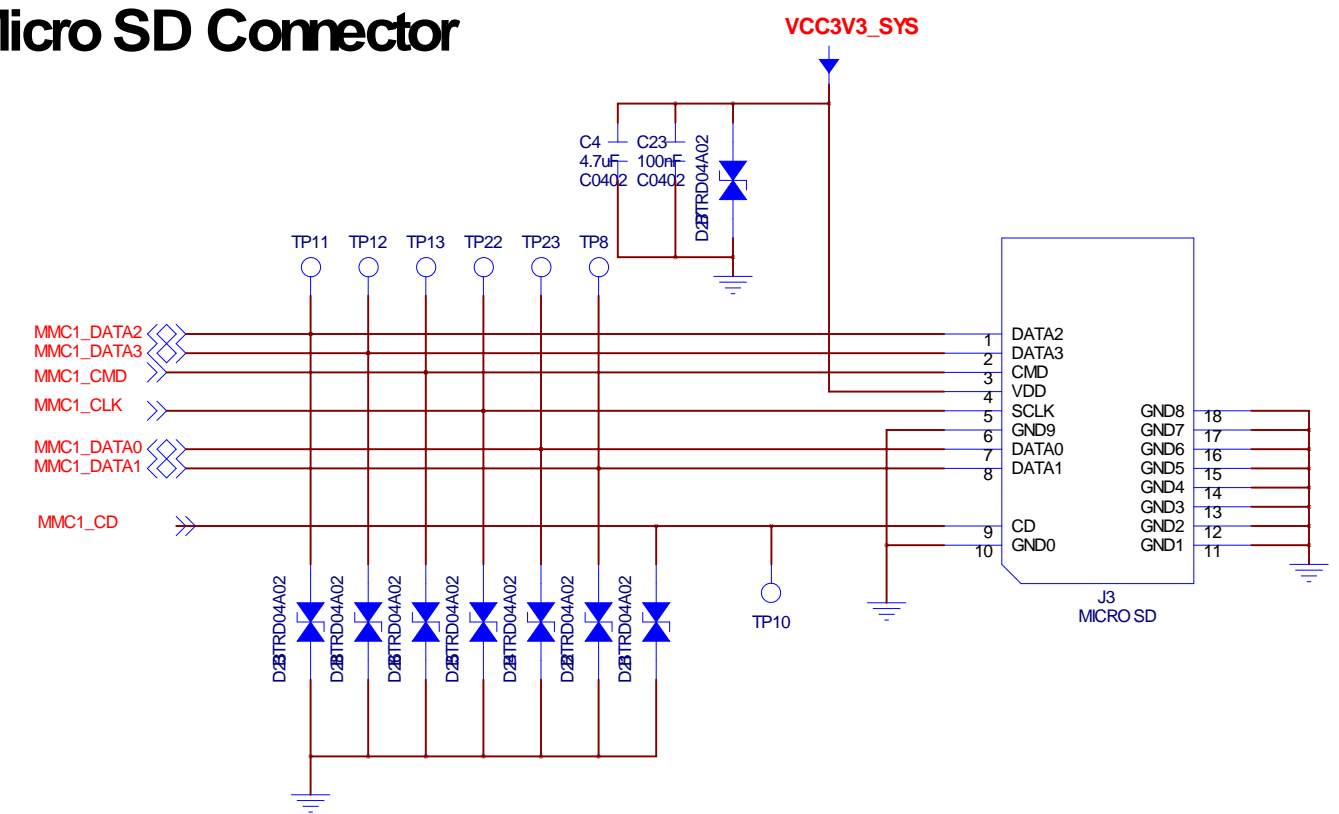 Micro SD Connector
VCC3V3_SYS
C4
4.7uF
C0402
C23
100nF
C0402
TP11
TP12
TP13
TP22
TP23
TP8
MMC1_DATA2
MMC1_DATA3
MMC1_CMD
MMC1_CLK
MMC1_DATA0
MMC1_DATA1
MMC1_CD
1 DATA2
2 DATA3
3 CMD
4 VDD
5 SCLK
6 GND9
7 DATA0
8 DATA1
9 CD
10 GND0
GND8 18
GND7 17
GND6 16
GND5 15
GND4 14
GND3 13
GND2 12
GND1 11
J3
MICRO SD
TP10